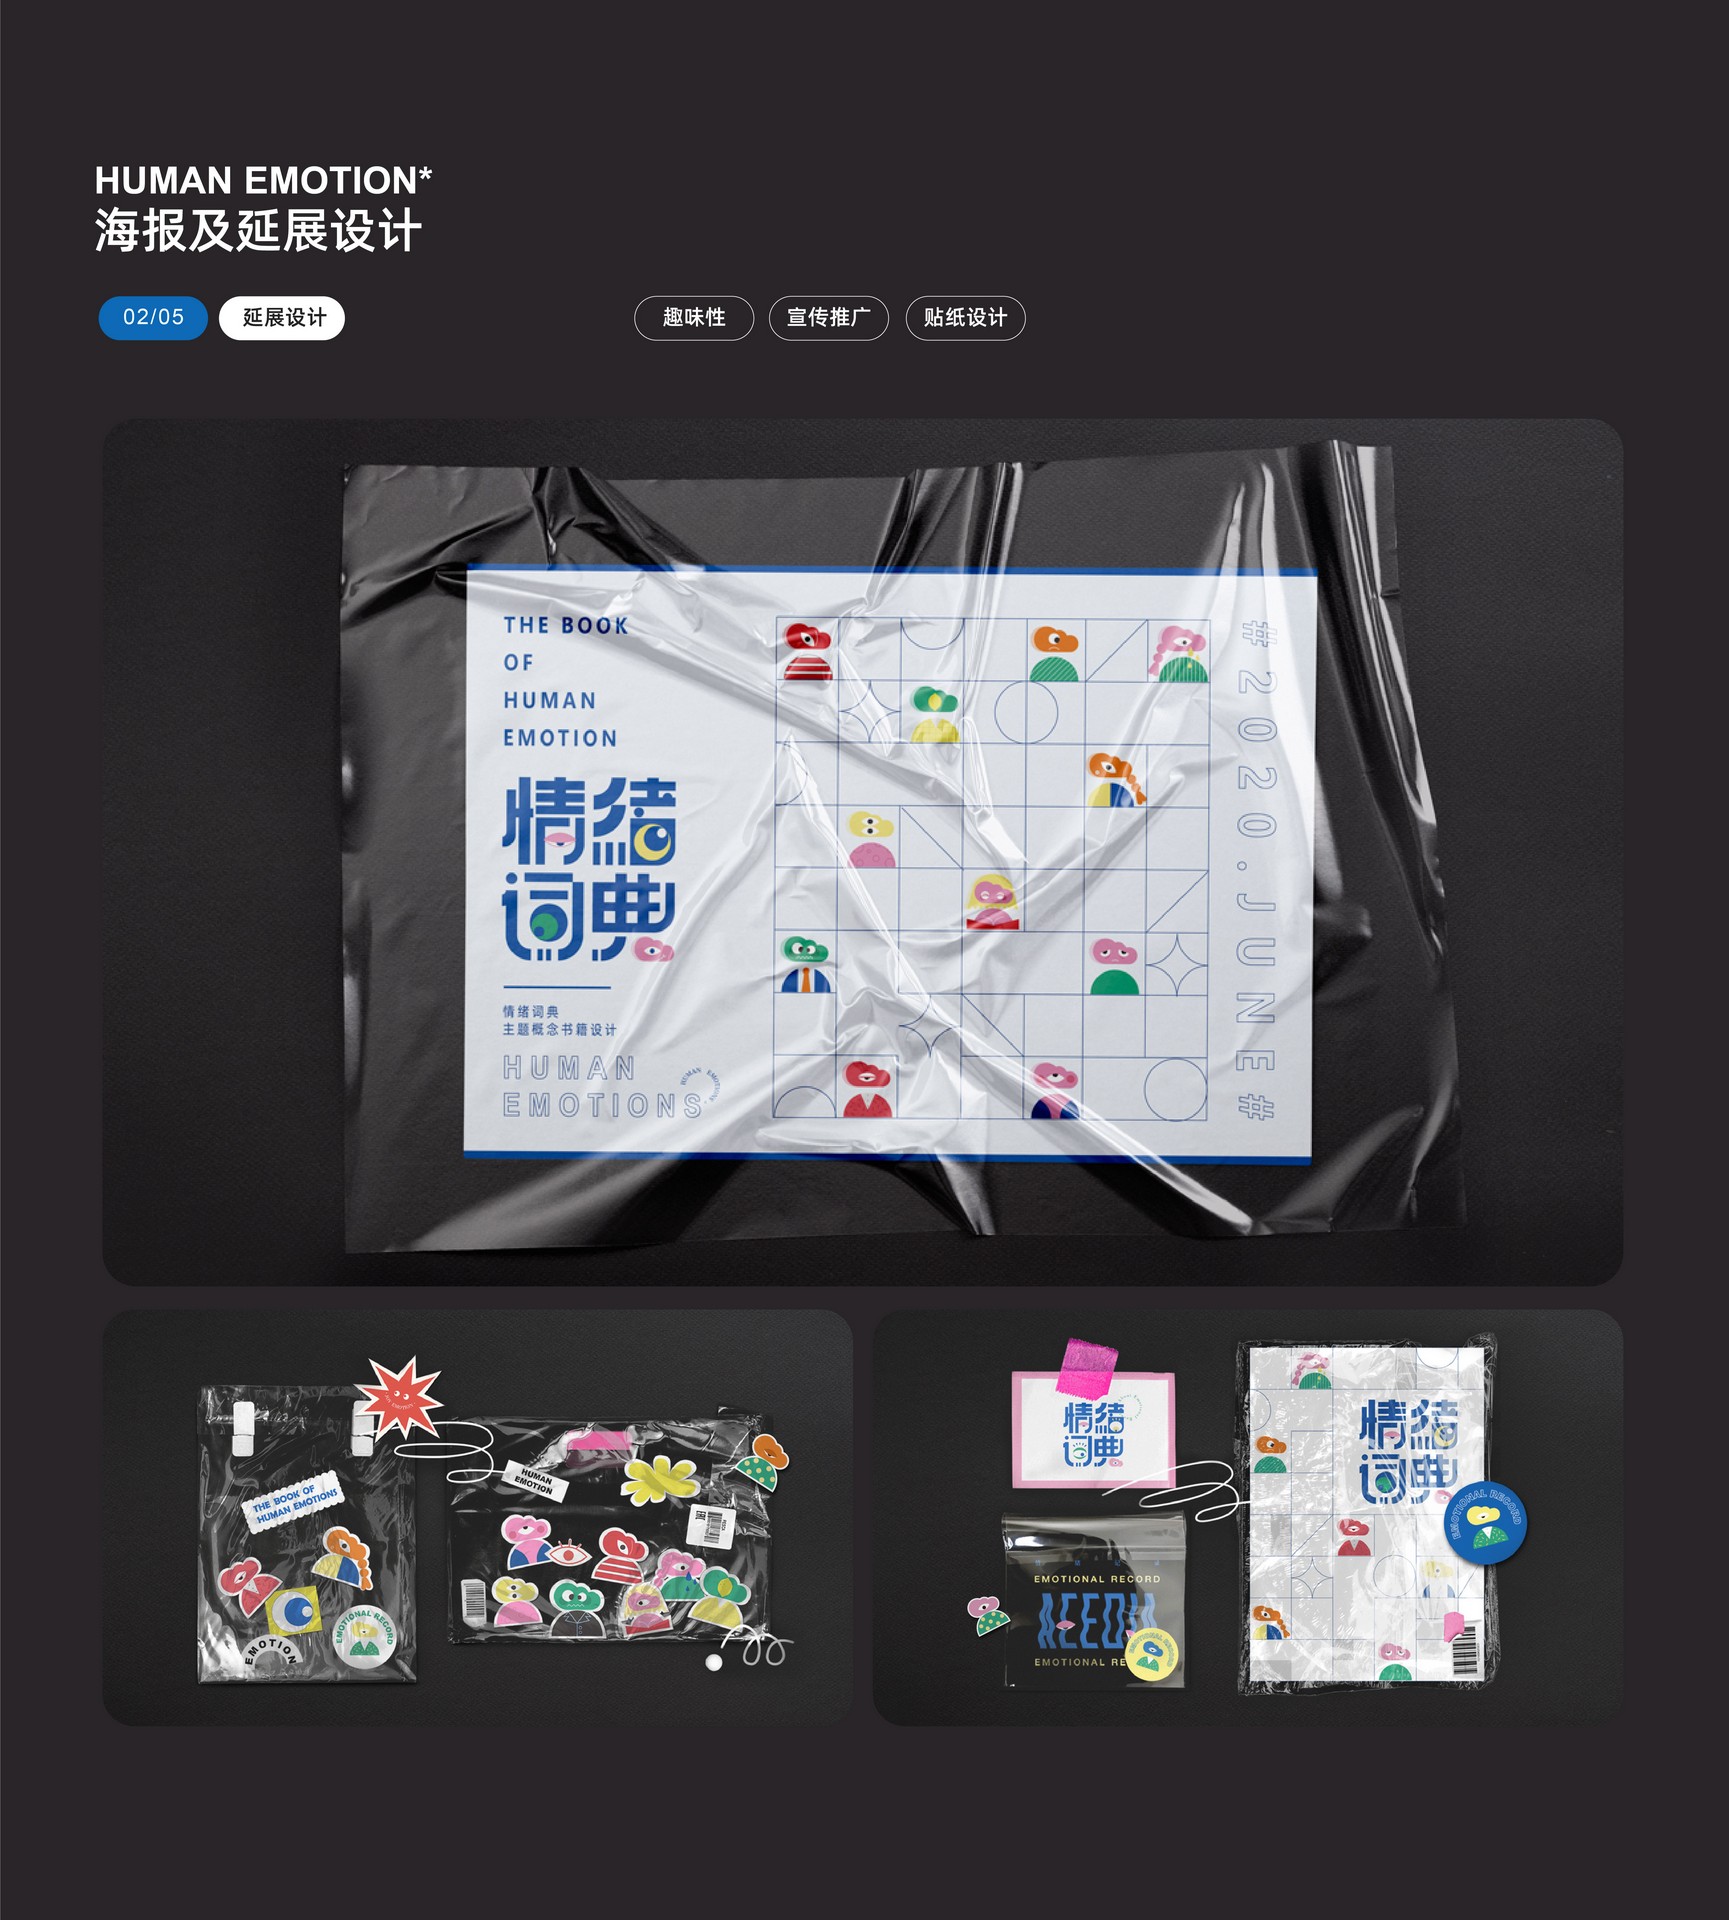 HUMAN EMOTION*
海报及延展设计
02/05
延展设计
趣味性
宣传推广
贴纸设计
THE BOOK
OF
HUMAN
EMOTION
情绪
词典
情绪词典
主题概念书籍设计
HUMAN
EMOTIONS
HUMAN EMOTIONS
#2020.JUNE#
THE BOOK OF
HUMAN EMOTIONS
EMOTION
EMOTIONAL RECORD
HUMAN
EMOTION
情绪
词典
EMOTIONAL RECORD
EMOTIONAL RE
情绪
词典
EMOTIONAL RECORD